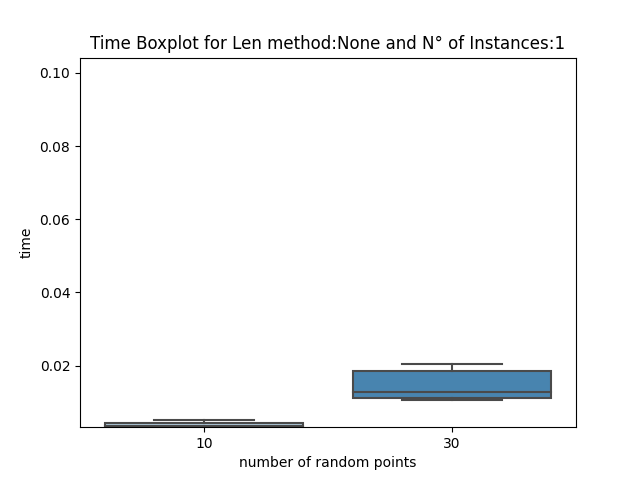 Time Boxplot for Len method:None and N° of Instances:1
0.10
0.08
0.06
0.04
0.02
time
10
30
number of random points